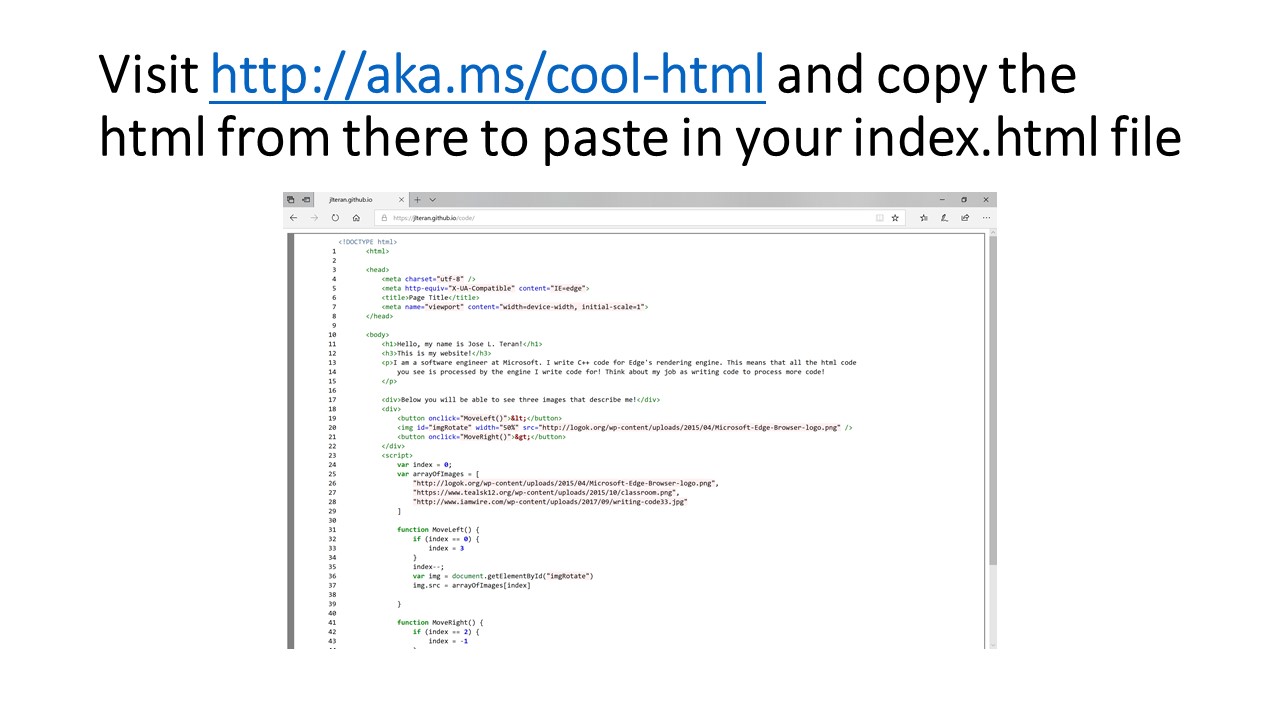 Visit http://aka.ms/cool-html and copy the
html from there to paste in your index.html file
jlteran.github.io
https://jlteran.github.io/code/
<!DOCTYPE html>
1 <html>
2
3 <head>
4 <meta charset="utf-8" />
5 <meta http-equiv="X-UA-Compatible" content="IE=edge">
6 <title>Page Title</title>
7 <meta name="viewport" content="width=device-width, initial-scale=1">
8 </head>
9
10 <body>
11 <h1>Hello, my name is Jose L. Teran!</h1>
12 <h3>This is my website!</h3>
13 <p>I am a software engineer at Microsoft. I write C++ code for Edge's rendering engine. This means that all the html code
14 you see is processed by the engine I write code for! Think about my job as writing code to process more code!
15 </p>
16
17 <div>Below you will be able to see three images that describe me!</div>
18 <div>
19 <button onclick="MoveLeft()">&lt;</button>
20 <img id="imgRotate" width="50%" src="http://logok.org/wp-content/uploads/2015/04/Microsoft-Edge-Browser-logo.png" />
21 <button onclick="MoveRight()">&gt;</button>
22 </div>
23 <script>
24 var index = 0;
25 var arrayOfImages = [
26 "http://logok.org/wp-content/uploads/2015/04/Microsoft-Edge-Browser-logo.png",
27 "https://www.tealsk12.org/wp-content/uploads/2015/10/classroom.png",
28 "http://www.iamwire.com/wp-content/uploads/2017/09/writing-code33.jpg"
29 ]
30
31 function MoveLeft() {
32 if (index == 0) {
33 index = 3
34 }
35 index--;
36 var img = document.getElementById("imgRotate")
37 img.src = arrayOfImages[index]
38
39 }
40
41 function MoveRight() {
42 if (index == 2) {
43 index = -1